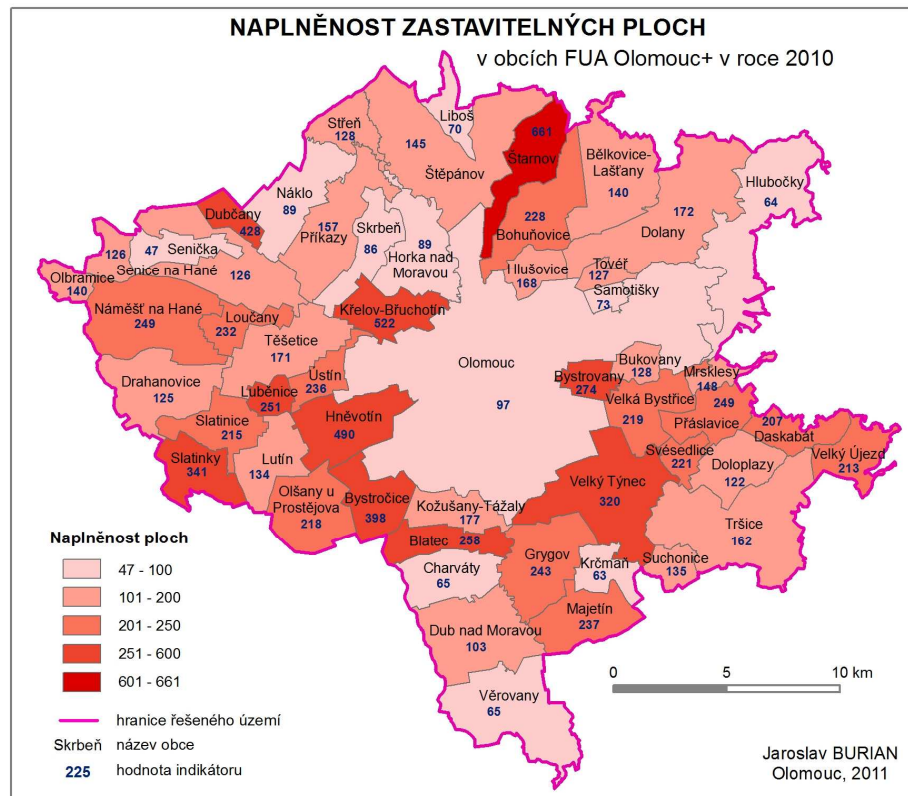 NAPLNĚNOST ZASTAVITELNÝCH PLOCH
v obcích FUA Olomouc+ v roce 2010
Liboš
70
Střeň
128
145
Štěpánov
661
Štarnov
Bělkovice-
Lašťany
140
Hlubočky
64
Náklo
89
Dubčany
428
157
Příkazy
Skrbeň
86
89
Horka nad
Moravou
228
Bohuňovice
172
Dolany
126
47
Senička
Senice na Hané
126
Olbramice
140
Hlušovice
168
Tovéř
127
Samotišky
73
Náměšť na Hané
249
Loučany
232
Křelov-Břuchotín
522
Těšetice
171
Olomouc
97
Bukovany
128
Mrsklesy
148
Drahanovice
125
Ústín
236
Luběnice
251
Bystrovany
274
Velká Bystřice
219
249
Přáslavice
207
Daskabát
Slatinice
215
Hněvotín
490
Svésedlice
221
Velký Újezd
213
Slatinky
341
Lutín
134
Doloplazy
122
Velký Týnec
320
Olšany u
Prostějova
218
Bystročice
398
Kožušany-Tážaly
177
Tršice
162
Blatec
258
Grygov
243
Krčmaň
63
Suchonice
135
Charváty
65
Majetín
237
Dub nad Moravou
103
Věrovany
65
Naplněnost ploch
47 - 100
101 - 200
201 - 250
251 - 600
601 - 661
hranice řešeného území
Skrbeň název obce
225 hodnota indikátoru
0 5 10 km
Jaroslav BURIAN
Olomouc, 2011